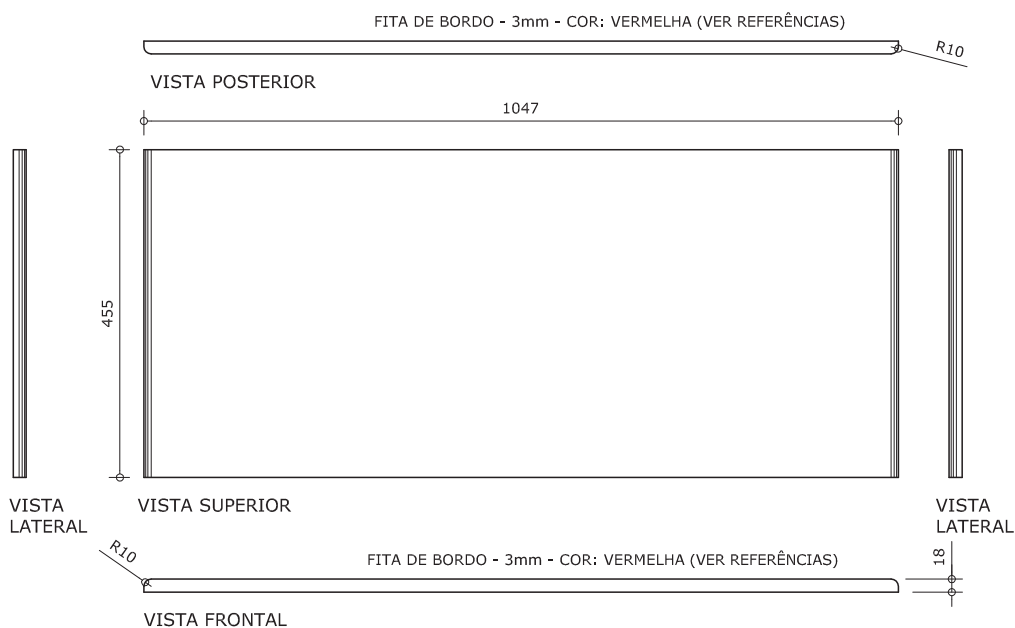 FITA DE BORDO - 3mm - COR: VERMELHA (VER REFERÊNCIAS)
R10
VISTA POSTERIOR
1047
455
VISTA
LATERAL
VISTA SUPERIOR
VISTA
LATERAL
R10
FITA DE BORDO - 3mm - COR: VERMELHA (VER REFERÊNCIAS)
18
VISTA FRONTAL